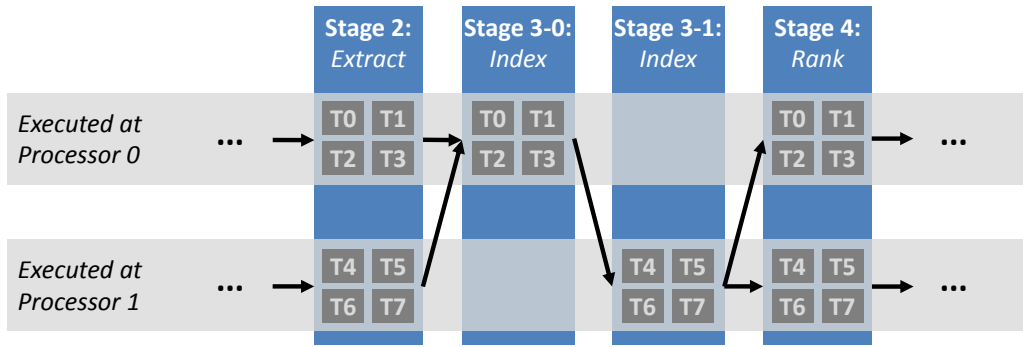 Stage 2:
Extract
Stage 3-0:
Index
Stage 3-1:
Index
Stage 4:
Rank
Executed at
Processor 0
...
T0 T1
T2 T3
T0 T1
T2 T3
T0 T1
T2 T3
...
Executed at
Processor 1
...
T4 T5
T6 T7
T4 T5
T6 T7
T4 T5
T6 T7
...